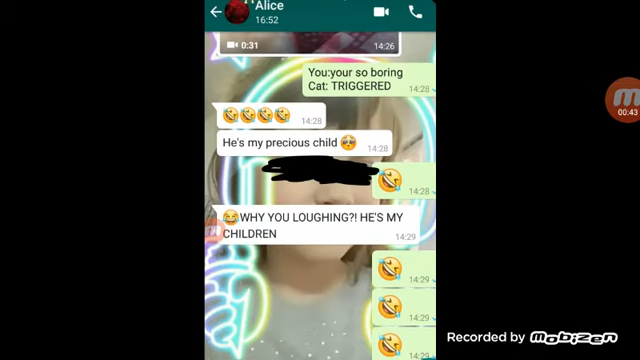 Alice
16:52
0:31
14:26
You:your so boring
Cat: TRIGGERED
14:28
🤣🤣🤣🤣
14:28
He's my precious child 🥺
14:28
🤣
14:28
😂WHY YOU LOUGHING?! HE'S MY
CHILDREN
14:29
🤣
14:29
🤣
14:29
🤣
14:29
00:43
Recorded by mobizen